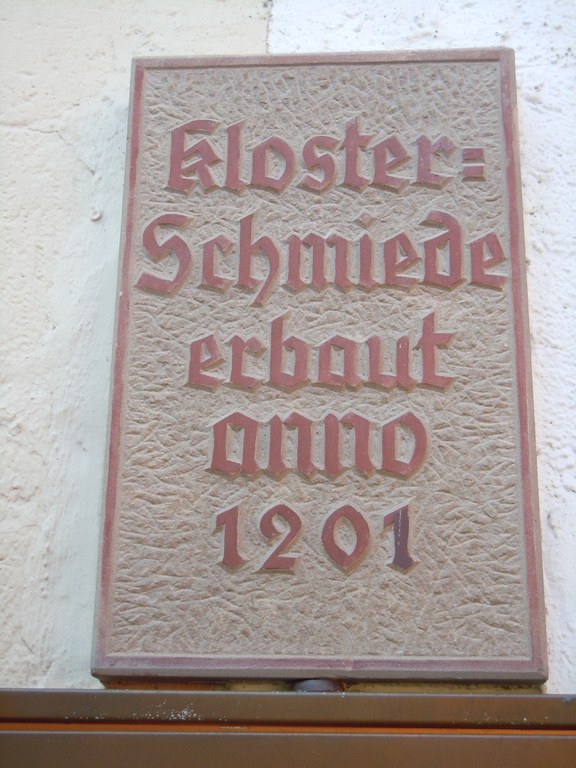 Kloster=
Schmiede
erbaut
anno
1201